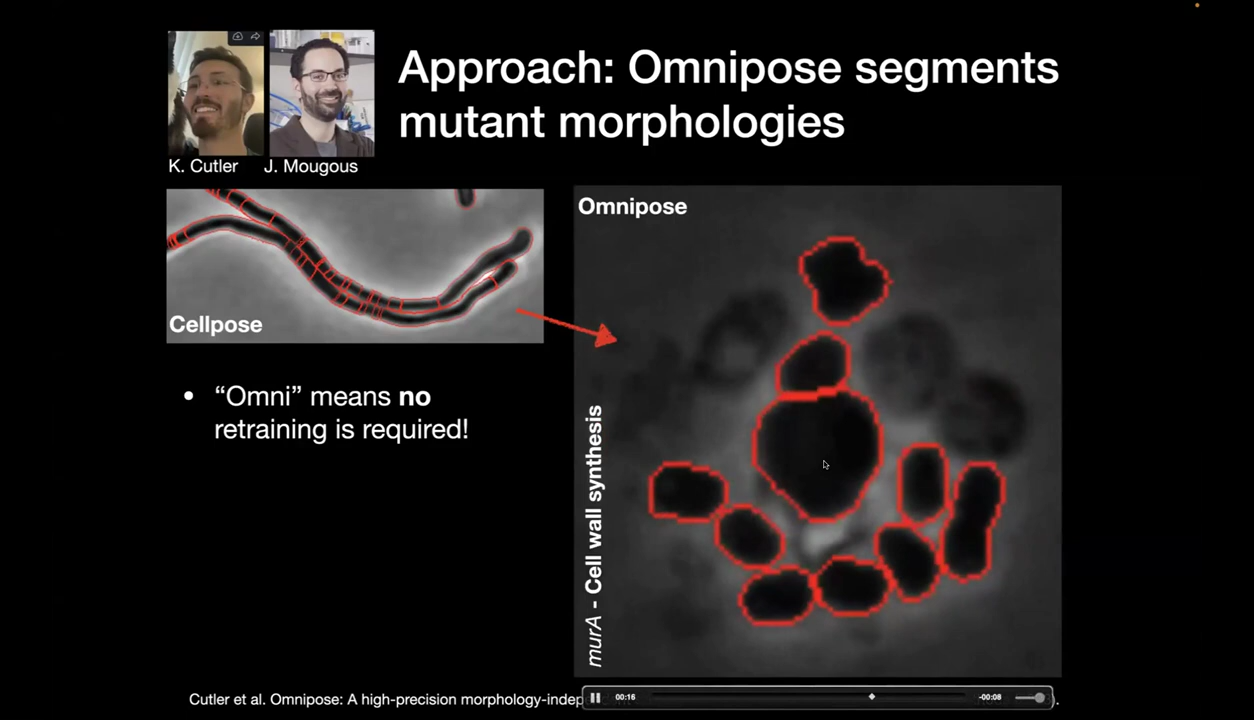 Approach: Omnipose segments
mutant morphologies
K. Cutler
J. Mougous
Cellpose
Omnipose
• “Omni” means no
retraining is required!
murA - Cell wall synthesis
Cutler et al. Omnipose: A high-precision morphology-indep
00:16
-00:08